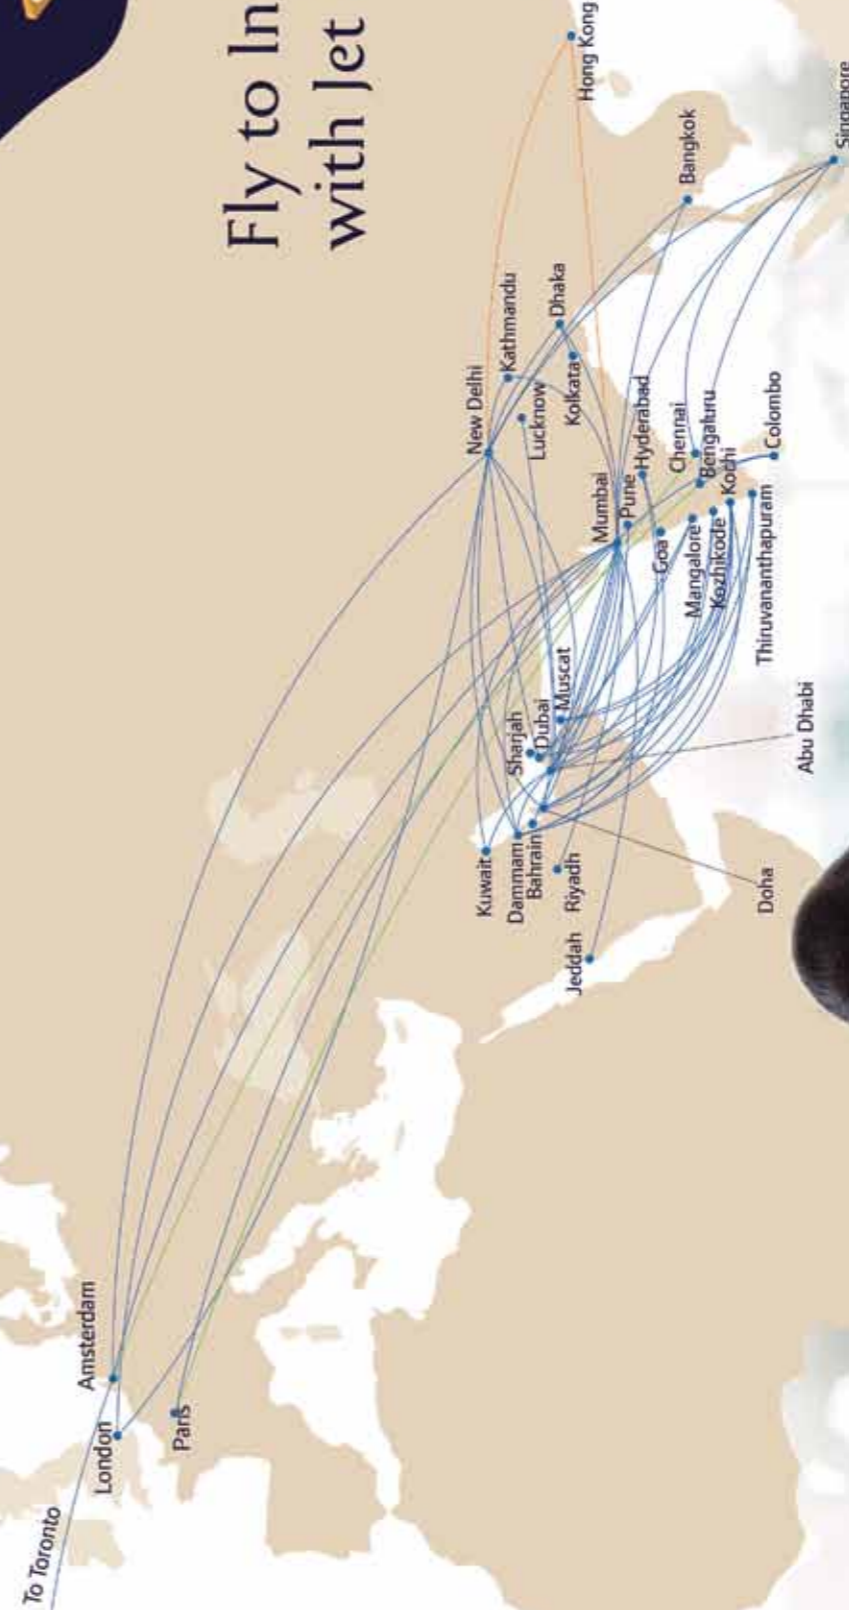 Fly to In
with Jet
To Toronto
London
Amsterdam
Paris
New Delhi
Kathmandu
Lucknow
Dhaka
Kolkata
Hong Kong
Bangkok
Singapore
Mumbai
Pune
Hyderabad
Goa
Chennai
Bengaluru
Mangalore
Kozhikode
Kochi
Colombo
Thiruvananthapuram
Kuwait
Dammam
Bahrain
Riyadh
Jeddah
Sharjah
Dubai
Muscat
Abu Dhabi
Doha